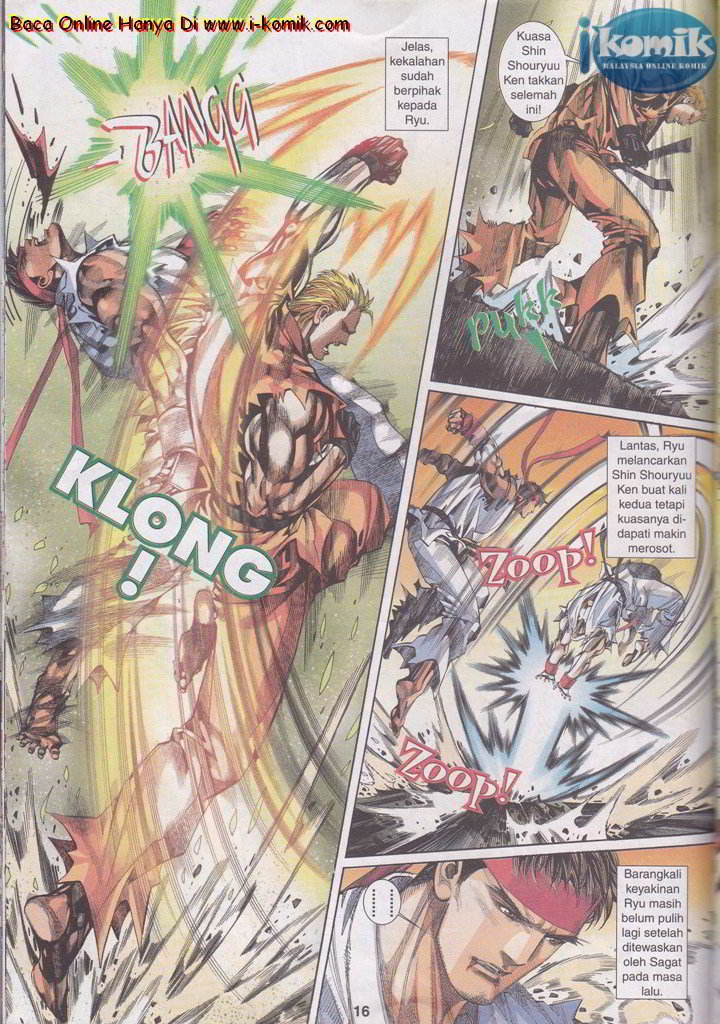 Baca Online Hanya Di www.i-komik.com
BANGG
Jelas,
kekalahan
sudah
berpihak
kepada
Ryu.
KLONG
!
Kuasa
Shin
Shouryuu
Ken takkan
selemah
ini!
ikomik
MALAYSIA ONLINE KOMIK
pukk
Lantas, Ryu
melancarkan
Shin Shouryuu
Ken buat kali
kedua tetapi
kuasanya di-
dapati makin
merosot.
ZOOP!
ZOOP!
Barangkali
keyakinan
Ryu masih
belum pulih
lagi setelah
ditewaskan
oleh Sagat
pada masa
lalu.
16